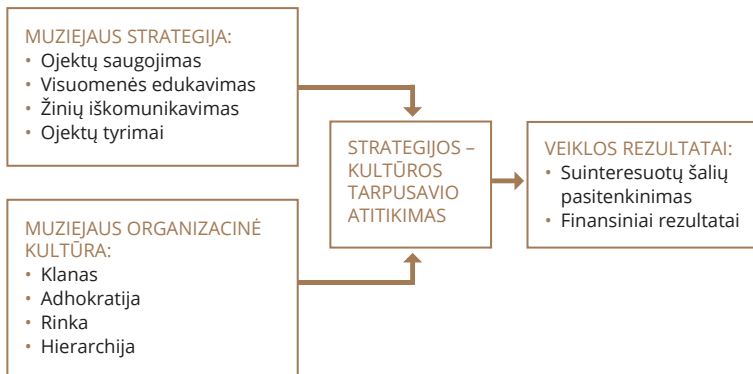 MUZIEJAUS STRATEGIJA:
• Ojektų saugojimas
• Visuomenės edukavimas
• Žinių iškomunikavimas
• Ojektų tyrimai
MUZIEJAUS ORGANIZACINĖ
KULTŪRA:
• Klanas
• Adhokratija
• Rinka
• Hierarchija
STRATEGIJOS –
KULTŪROS
TARPUSAVIO
ATITIKIMAS
VEIKLOS REZULTATAI:
• Suinteresuotų šalių
pasitenkinimas
• Finansiniai rezultatai